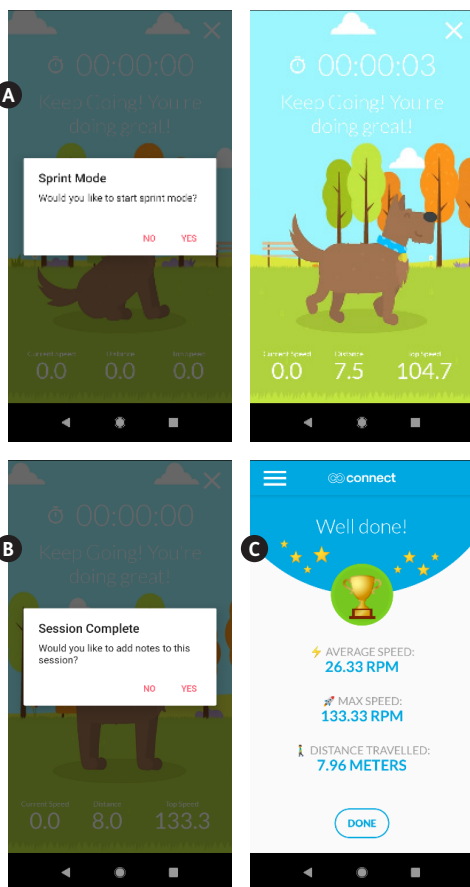 A
00:00:00
Keep Going! You're
doing great!
Sprint Mode
Would you like to start sprint mode?
NO YES
Current Speed Distance Top Speed
0.0 0.0 0.0
00:00:03
Keep Going! You're
doing great!
Current Speed Distance Top Speed
0.0 7.5 104.7
B
00:00:00
Keep Going! You're
doing great!
Session Complete
Would you like to add notes to this
session?
NO YES
Current Speed Distance Top Speed
0.0 8.0 133.3
C
connect
Well done!
AVERAGE SPEED:
26.33 RPM
MAX SPEED:
133.33 RPM
DISTANCE TRAVELLED:
7.96 METERS
DONE